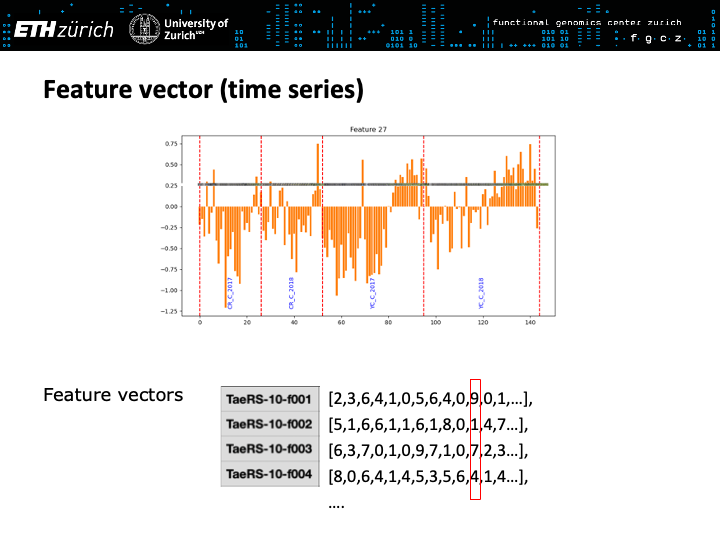 ETH zürich
University of
Zurich UZH
functional genomics center zurich
f · g · c · z ·
Feature vector (time series)
Feature 27
0.75
0.50
0.25
0.00
−0.25
−0.50
−0.75
−1.00
−1.25
CR_C_2017
CR_C_2018
YC_C_2017
YC_C_2018
0 20 40 60 80 100 120 140
Feature vectors
TaeRS-10-f001 [2,3,6,4,1,0,5,6,4,0,9,0,1,…],
TaeRS-10-f002 [5,1,6,6,1,1,6,1,8,0,1,4,7…],
TaeRS-10-f003 [6,3,7,0,1,0,9,7,1,0,7,2,3…],
TaeRS-10-f004 [8,0,6,4,1,4,5,3,5,6,4,1,4…],
….